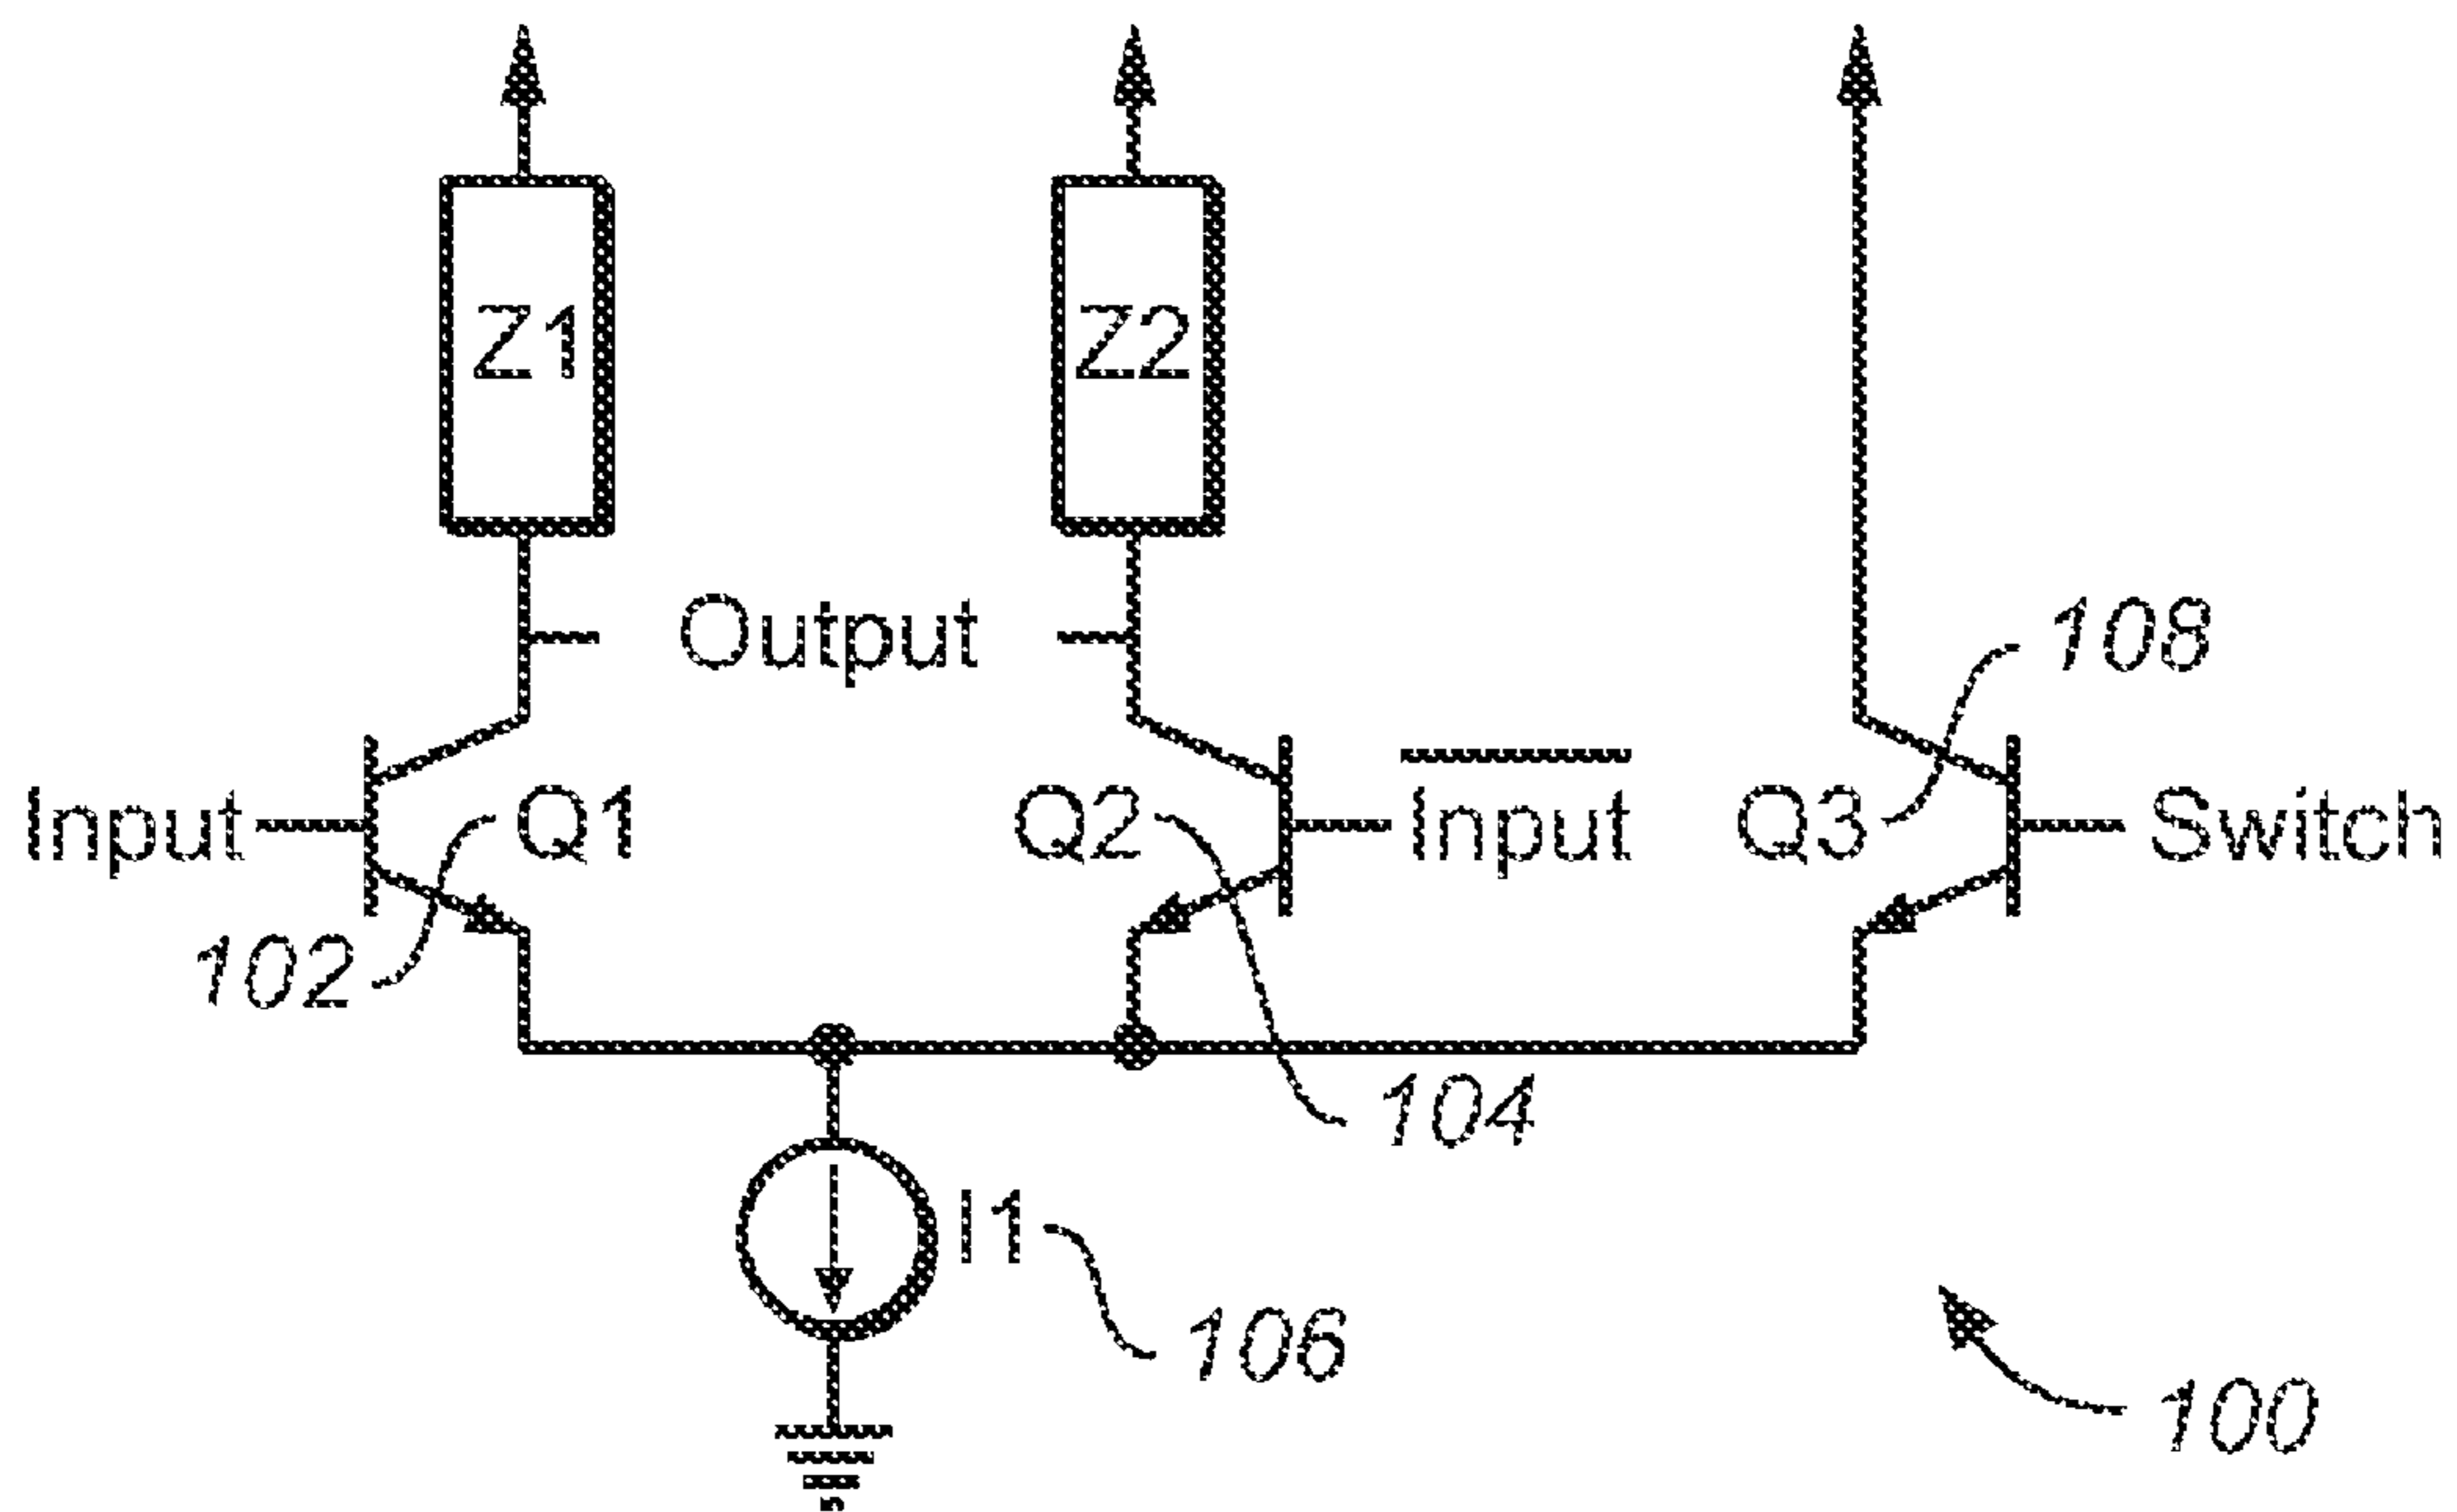 Z1
Z2
Output
108
Input
Q1
Q2
Input
Q3
Switch
102
104
I1
106
100